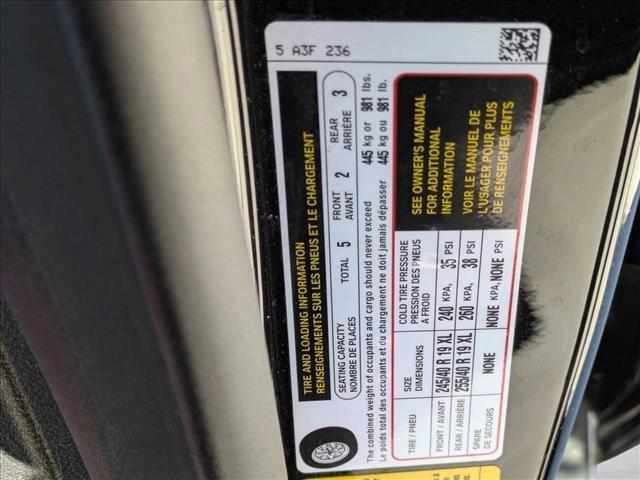 5 A3F 236
TIRE AND LOADING INFORMATION
RENSEIGNEMENTS SUR LES PNEUS ET LE CHARGEMENT
SEATING CAPACITY
NOMBRE DE PLACES
TOTAL 5
FRONT
AVANT
2
REAR
ARRIÈRE
3
The combined weight of occupants and cargo should never exceed 445 kg or 981 lbs.
Le poids total des occupants et du chargement ne doit jamais dépasser 445 kg ou 981 lb.
TIRE / PNEU
SIZE
DIMENSIONS
COLD TIRE PRESSURE
PRESSION DES PNEUS
A FROID
FRONT / AVANT 245/40 R 19 XL 240 KPA, 35 PSI
REAR / ARRIÈRE 255/40 R 19 XL 260 KPA, 38 PSI
SPARE
DE SECOURS
NONE
NONE KPA, NONE PSI
SEE OWNER'S MANUAL
FOR ADDITIONAL
INFORMATION
VOIR LE MANUEL DE
L'USAGER POUR PLUS
DE RENSEIGNEMENTS